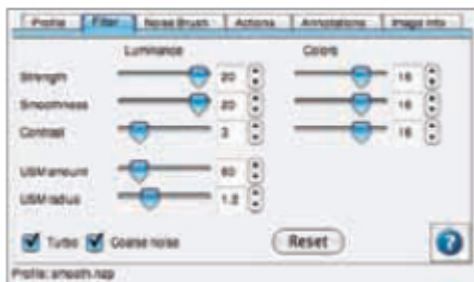 Profile Filter Noise Brush Actions Annotations Image Info
Luminance Colors
Strength 20 16
Smoothness 20 16
Contrast 3 16
USM amount 60
USM radius 1.2
Turbo Coarse noise Reset ?
Profile: smooth.nap